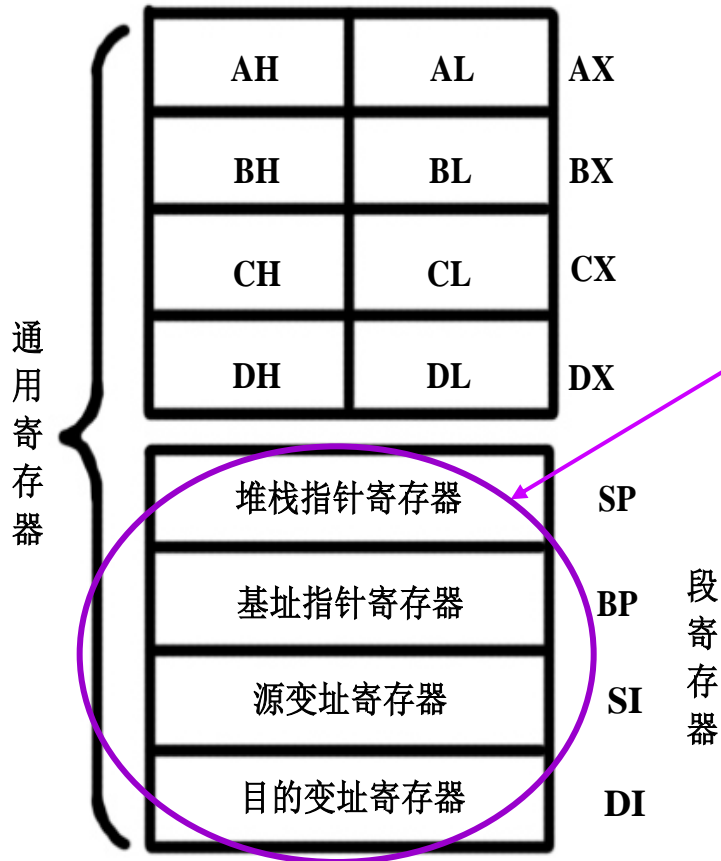 AH AL AX
BH BL BX
CH CL CX
DH DL DX
通用寄存器
堆栈指针寄存器 SP
基址指针寄存器 BP
源变址寄存器 SI
目的变址寄存器 DI
段寄存器